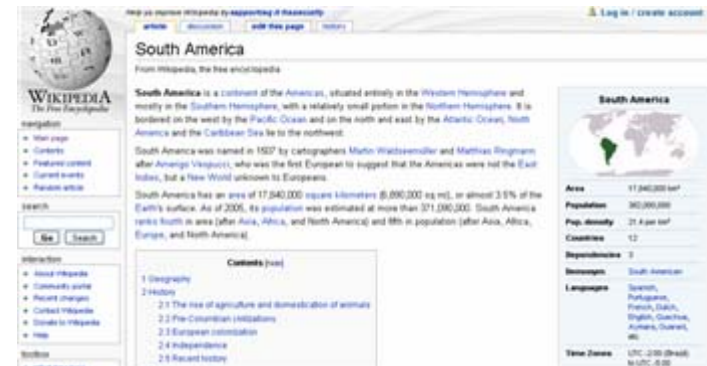 Help us improve Wikipedia by supporting it financially
Log in / create account
article discussion edit this page history
South America
From Wikipedia, the free encyclopedia
South America is a continent of the Americas, situated entirely in the Western Hemisphere and
mostly in the Southern Hemisphere, with a relatively small portion in the Northern Hemisphere. It is
bordered on the west by the Pacific Ocean and on the north and east by the Atlantic Ocean, North
America and the Caribbean Sea lie to the northwest.
South America was named in 1507 by cartographers Martin Waldseemüller and Matthias Ringmann
after Amerigo Vespucci, who was the first European to suggest that the Americas were not the East
Indies, but a New World unknown to Europeans.
South America has an area of 17,840,000 square kilometers (6,890,000 sq mi), or almost 3.5% of the
Earth's surface. As of 2005, its population was estimated at more than 371,090,000. South America
ranks fourth in area (after Asia, Africa, and North America) and fifth in population (after Asia, Africa,
Europe, and North America).
Contents [hide]
1 Geography
2 History
2.1 The rise of agriculture and domestication of animals
2.2 Pre-Columbian civilizations
2.3 European colonization
2.4 Independence
2.5 Recent history
WIKIPEDIA
The Free Encyclopedia
navigation
Main page
Contents
Featured content
Current events
Random article
search
Go Search
interaction
About Wikipedia
Community portal
Recent changes
Contact Wikipedia
Donate to Wikipedia
Help
toolbox
South America
Area 17,840,000 km²
Population
Pop. density 21.4 per km²
Countries 12
Dependencies 3
Demonym South American
Languages Spanish,
Portuguese,
French, Dutch,
English, Quechua,
Aymara, Guaraní,
etc.
Time Zones UTC -2:00 (Brazil)
to UTC -5:00